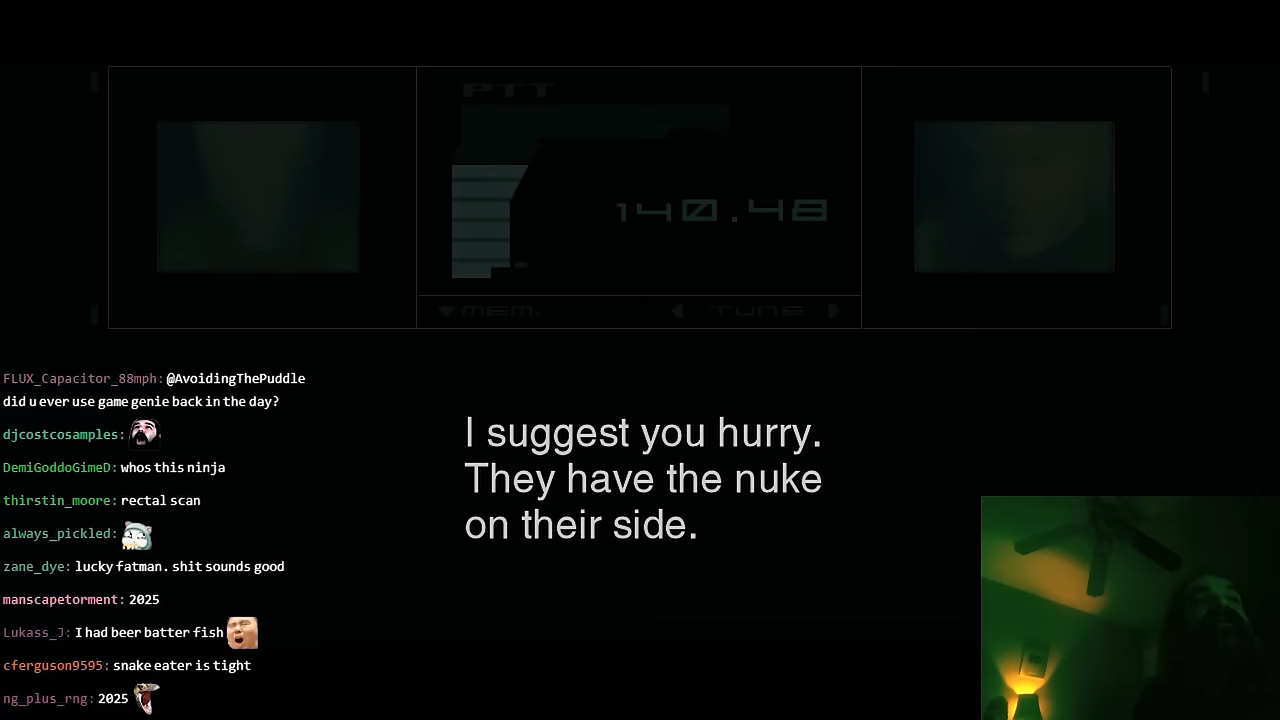 PTT
140.48
MEM.
TUNE
FLUX_Capacitor_88mph: @AvoidingThePuddle
did u ever use game genie back in the day?
djcostcosamples:
DemiGoddoGimeD: whos this ninja
thirstin_moore: rectal scan
always_pickled:
zane_dye: lucky fatman. shit sounds good
manscapetorment: 2025
Lukass_J: I had beer batter fish
cferguson9595: snake eater is tight
ng_plus_rng: 2025
I suggest you hurry.
They have the nuke
on their side.